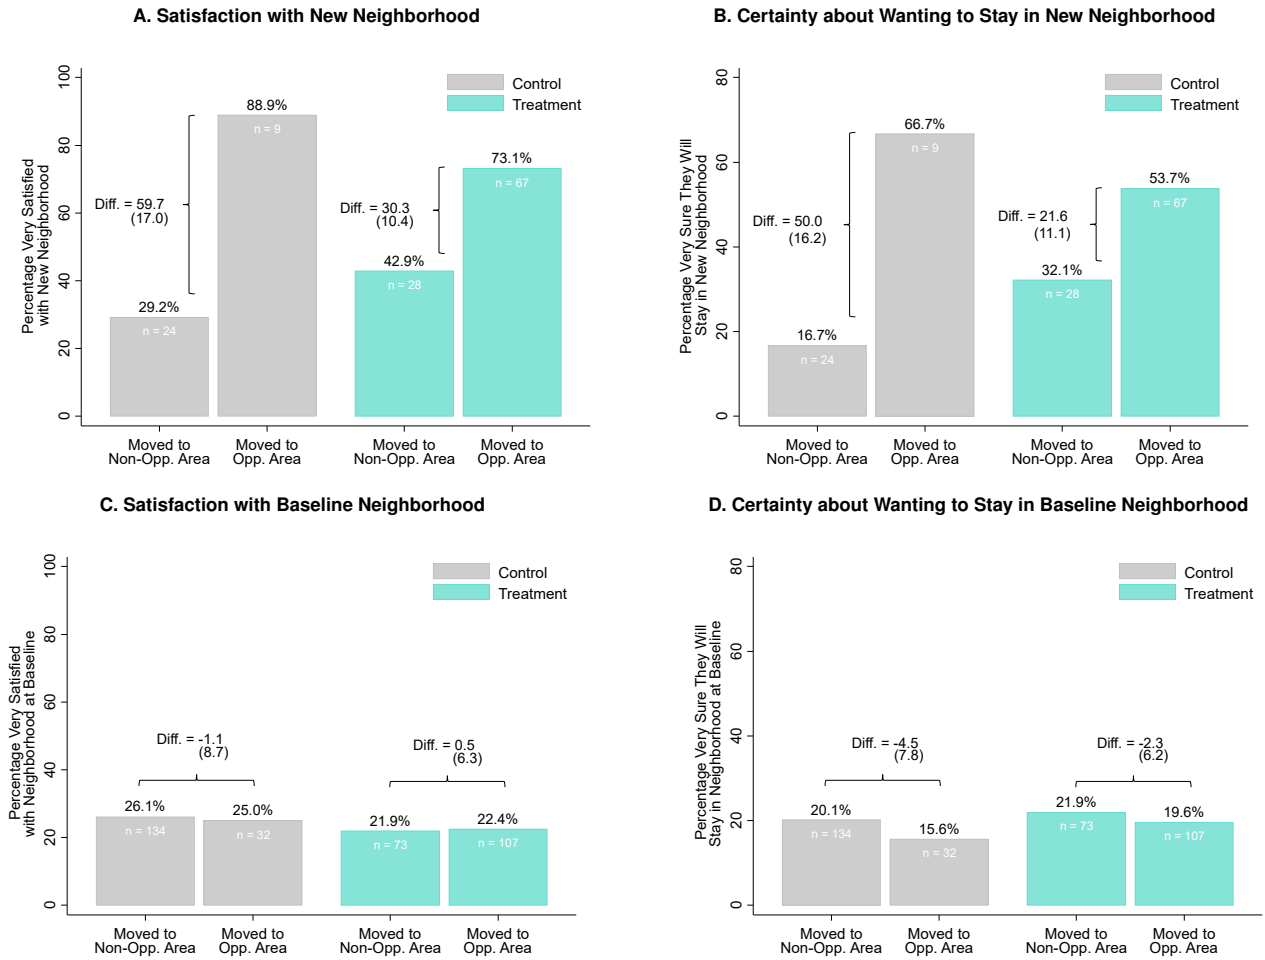 A. Satisfaction with New Neighborhood
Percentage Very Satisfied
with New Neighborhood
100
80
60
40
20
0
Control
Treatment
88.9%
n = 9
73.1%
n = 67
Diff. = 59.7
(17.0)
Diff. = 30.3
(10.4)
42.9%
n = 28
29.2%
n = 24
Moved to
Non-Opp. Area
Moved to
Opp. Area
Moved to
Non-Opp. Area
Moved to
Opp. Area
B. Certainty about Wanting to Stay in New Neighborhood
Percentage Very Sure They Will
Stay in New Neighborhood
80
60
40
20
0
Control
Treatment
66.7%
n = 9
53.7%
n = 67
Diff. = 50.0
(16.2)
Diff. = 21.6
(11.1)
32.1%
n = 28
16.7%
n = 24
Moved to
Non-Opp. Area
Moved to
Opp. Area
Moved to
Non-Opp. Area
Moved to
Opp. Area
C. Satisfaction with Baseline Neighborhood
Percentage Very Satisfied
with Neighborhood at Baseline
100
80
60
40
20
0
Control
Treatment
Diff. = -1.1
(8.7)
Diff. = 0.5
(6.3)
26.1%
n = 134
25.0%
n = 32
21.9%
n = 73
22.4%
n = 107
Moved to
Non-Opp. Area
Moved to
Opp. Area
Moved to
Non-Opp. Area
Moved to
Opp. Area
D. Certainty about Wanting to Stay in Baseline Neighborhood
Percentage Very Sure They Will
Stay in Neighborhood at Baseline
80
60
40
20
0
Control
Treatment
Diff. = -4.5
(7.8)
Diff. = -2.3
(6.2)
20.1%
n = 134
15.6%
n = 32
21.9%
n = 73
19.6%
n = 107
Moved to
Non-Opp. Area
Moved to
Opp. Area
Moved to
Non-Opp. Area
Moved to
Opp. Area